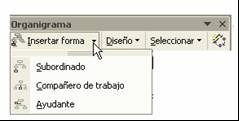 Organigrama
Insertar forma Diseño Seleccionar
Subordinado
Compañero de trabajo
Ayudante